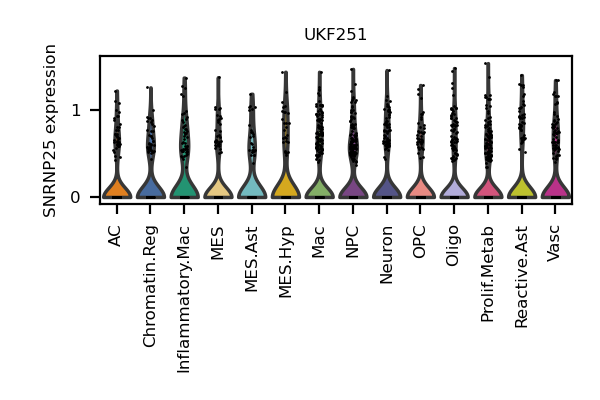 UKF251
SNRNP25 expression
1
0
AC
Chromatin.Reg
Inflammatory.Mac
MES
MES.Ast
MES.Hyp
Mac
NPC
Neuron
OPC
Oligo
Prolif.Metab
Reactive.Ast
Vasc